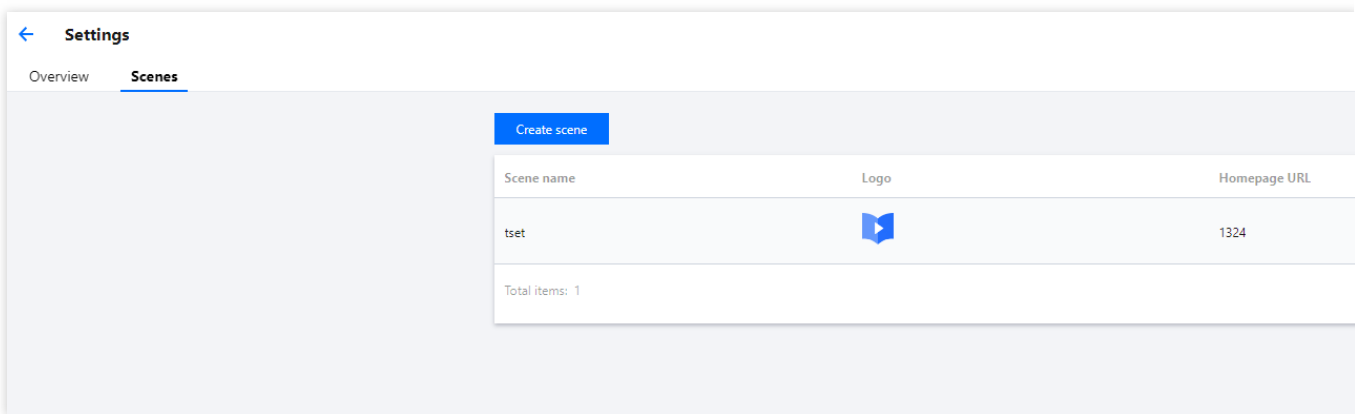 Settings
Overview Scenes
Create scene
Scene name Logo Homepage URL
tset 1324
Total items: 1